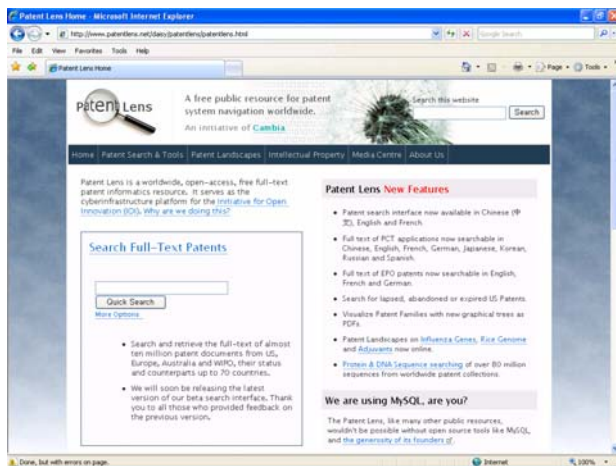 Patent Lens Home - Microsoft Internet Explorer
http://www.patentlens.net/daisy/patentlens/patentlens.html
Google Search
File Edit View Favorites Tools Help
Patent Lens Home
Page Tools
Patent Lens
A free public resource for patent
system navigation worldwide.
An initiative of Cambia
Search this website
Search
Home Patent Search & Tools Patent Landscapes Intellectual Property Media Centre About Us
Patent Lens is a worldwide, open-access, free full-text
patent informatics resource. It serves as the
cyberinfrastructure platform for the Initiative for Open
Innovation (IOI). Why are we doing this?
Search Full-Text Patents
Quick Search
More Options
• Search and retrieve the full-text of almost
ten million patent documents from US,
Europe, Australia and WIPO, their status
and counterparts up to 70 countries.
• We will soon be releasing the latest
version of our beta search interface. Thank
you to all those who provided feedback on
the previous version.
Patent Lens New Features
• Patent search interface now available in Chinese (中
文), English and French.
• Full text of PCT applications now searchable in
Chinese, English, French, German, Japanese, Korean,
Russian and Spanish.
• Full text of EPO patents now searchable in English,
French and German.
• Search for lapsed, abandoned or expired US Patents.
• Visualize Patent Families with new graphical trees as
PDFs.
• Patent Landscapes on Influenza Genes, Rice Genome
and Adjuvants now online.
• Protein & DNA Sequence searching of over 80 million
sequences from worldwide patent collections.
We are using MySQL, are you?
The Patent Lens, like many other public resources,
wouldn't be possible without open source tools like MySQL,
and the generosity of its founders
Done, but with errors on page.
Internet
100%